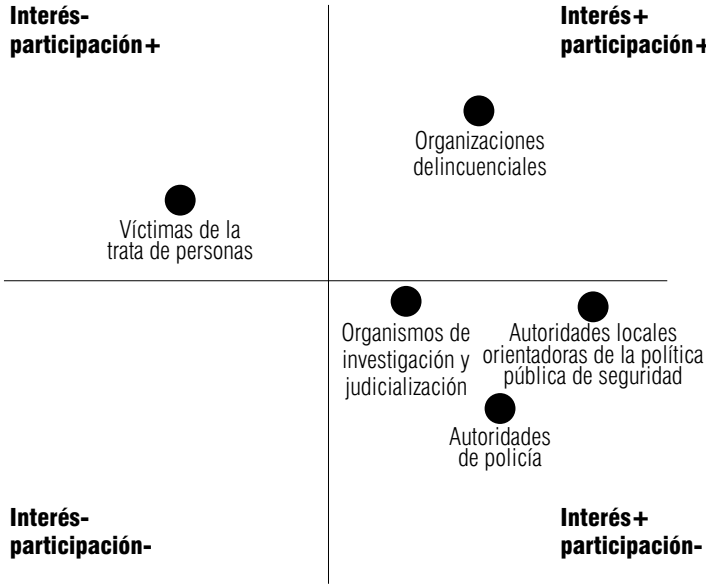 Interés-
participación+
Interés+
participación+
Organizaciones
delincuenciales
Víctimas de la
trata de personas
Organismos de
investigación y
judicialización
Autoridades locales
orientadoras de la política
pública de seguridad
Autoridades
de policía
Interés-
participación-
Interés+
participación-